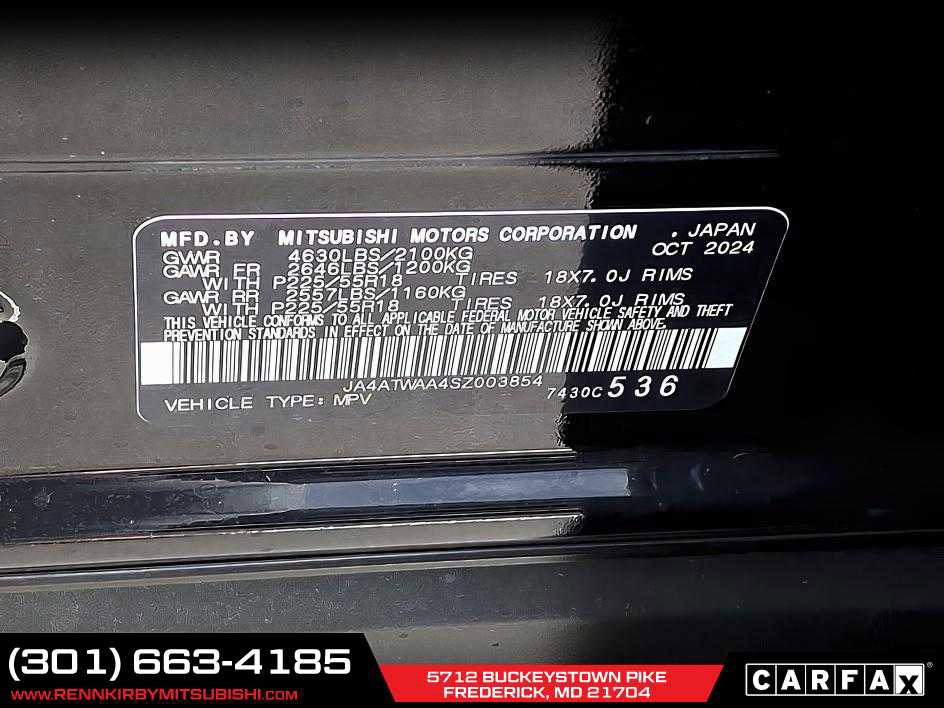 MFD.BY MITSUBISHI MOTORS CORPORATION . JAPAN
GVWR 4630LBS/2100KG OCT 2024
GAWR FR 2646LBS/1200KG
WITH P225/55R18 TIRES 18X7.0J RIMS
GAWR RR 2557LBS/1160KG
WITH P225/55R18 TIRES 18X7.0J RIMS
THIS VEHICLE CONFORMS TO ALL APPLICABLE FEDERAL MOTOR VEHICLE SAFETY AND THEFT
PREVENTION STANDARDS IN EFFECT ON THE DATE OF MANUFACTURE SHOWN ABOVE.
JA4ATWAA4SZ003854
VEHICLE TYPE: MPV 7430C 536
(301) 663-4185
WWW.RENNKIRBYMITSUBISHI.COM
5712 BUCKEYSTOWN PIKE
FREDERICK, MD 21704
CARFAX